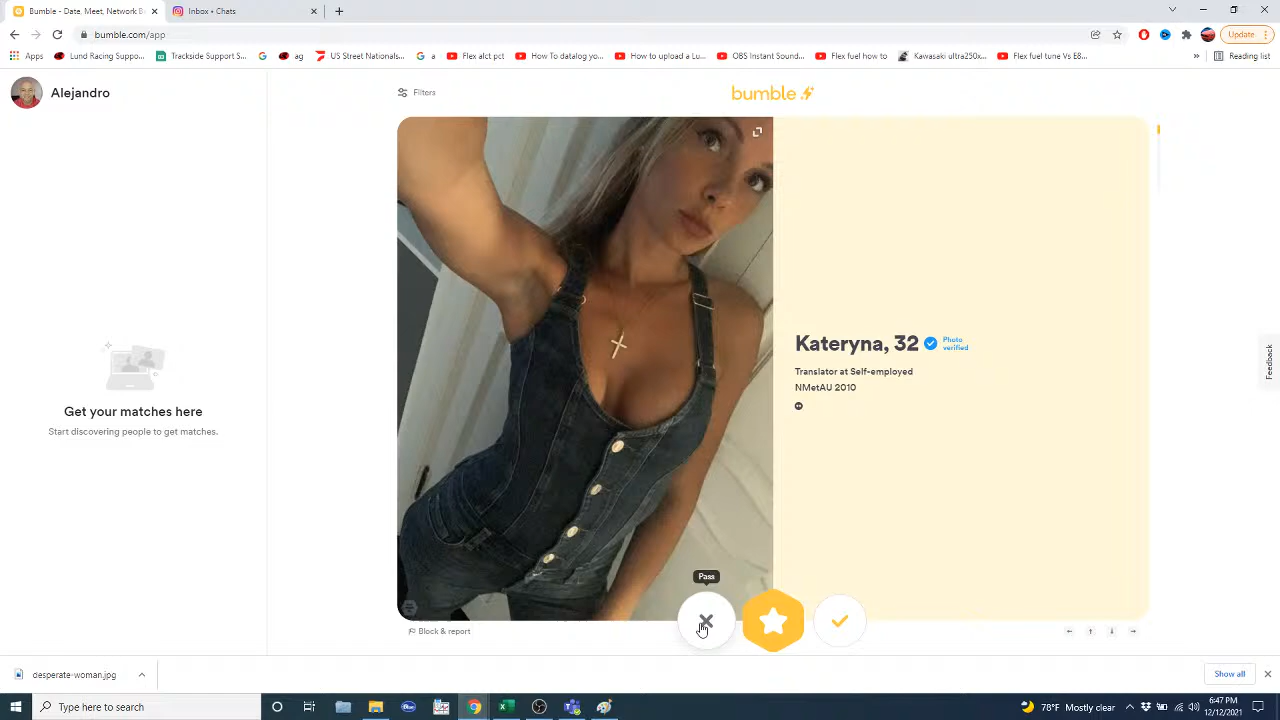 Bumble - Date, Meet, Network B
Inbox + Chats
bumble.com/app
Update
Apps
Lund Racing Suppo...
Trackside Support S...
ag
US Street Nationals...
a
Flex alct pct
How To datalog yo...
How to upload a Lu...
OBS Instant Sound...
Flex fuel how to
Kawasaki ultra250x...
Flex fuel tune Vs E8...
»
Reading list
Alejandro
Filters
bumble
Kateryna, 32
Photo
verified
Translator at Self-employed
NMetAU 2010
Get your matches here
Start discovering people to get matches.
Feedback
Pass
Block & report
desperate-woman.jpg
Show all
Type here to search
78°F Mostly clear
6:47 PM
12/12/2021